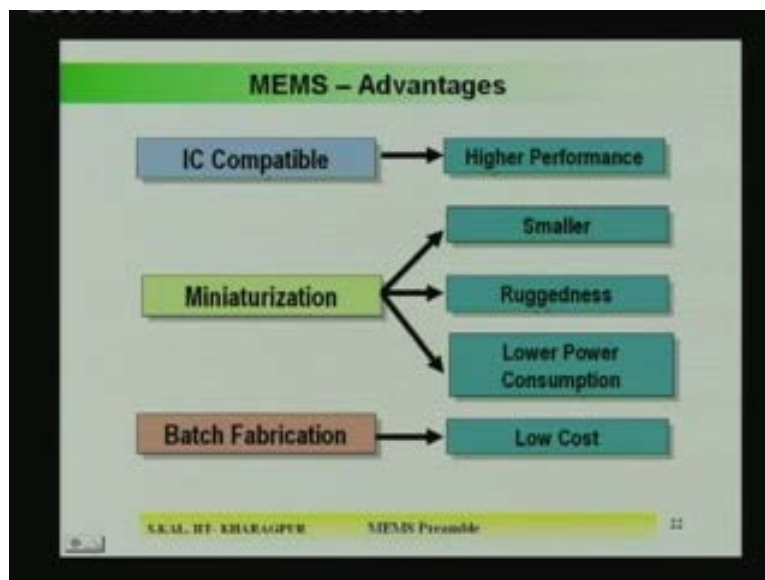 MEMS – Advantages
IC Compatible
Higher Performance
Smaller
Miniaturization
Ruggedness
Lower Power
Consumption
Batch Fabrication
Low Cost
S.KAL, IIT- KHARAGPUR
MEMS Preamble
22